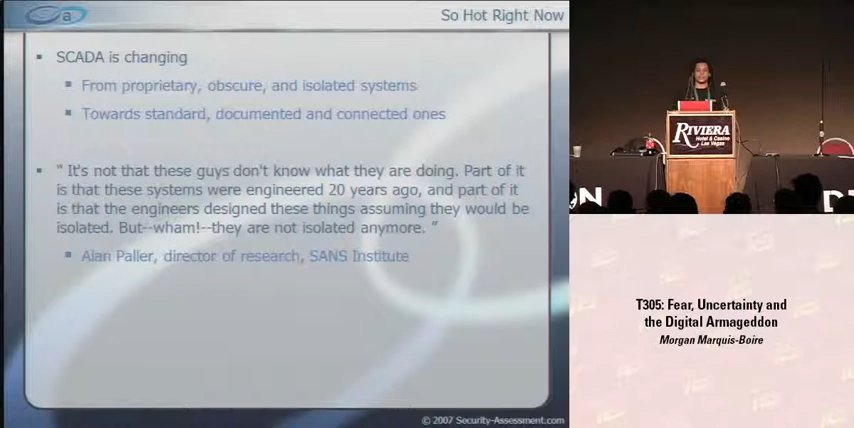 a
So Hot Right Now
SCADA is changing
From proprietary, obscure, and isolated systems
Towards standard, documented and connected ones
" It's not that these guys don't know what they are doing. Part of it
is that these systems were engineered 20 years ago, and part of it
is that the engineers designed these things assuming they would be
isolated. But--wham!--they are not isolated anymore. "
Alan Paller, director of research, SANS Institute
© 2007 Security-Assessment.com
RIVIERA
Hotel & Casino
Las Vegas
ON
D
T305: Fear, Uncertainty and
the Digital Armageddon
Morgan Marquis-Boire